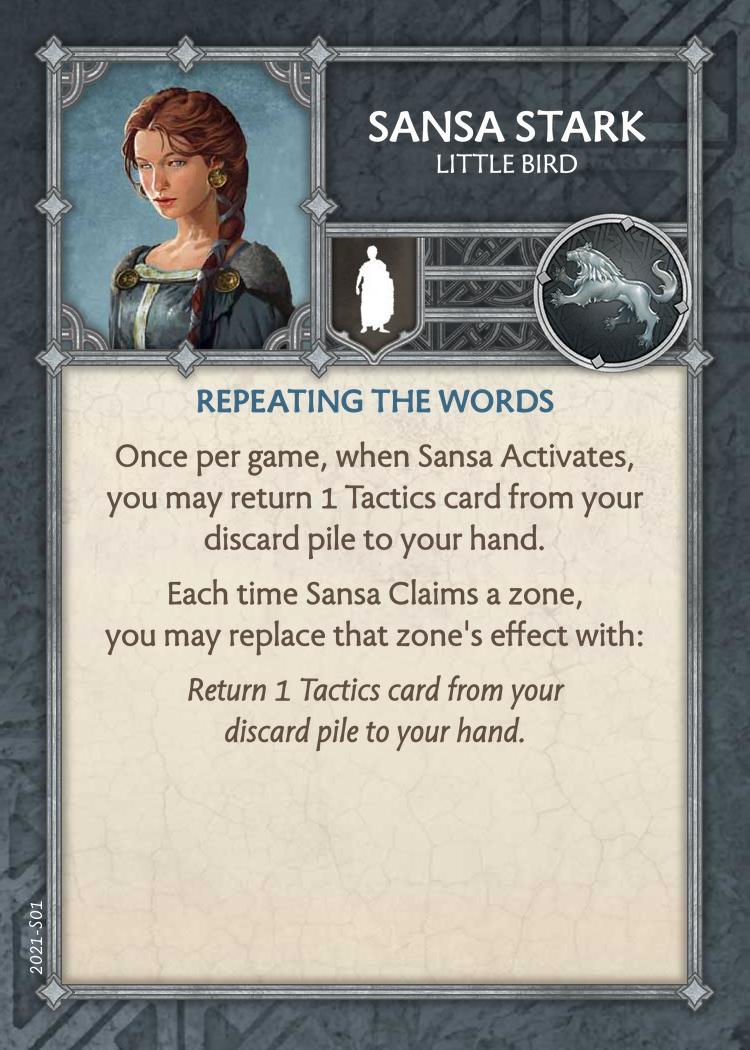 SANSA STARK
LITTLE BIRD
REPEATING THE WORDS
Once per game, when Sansa Activates,
you may return 1 Tactics card from your
discard pile to your hand.
Each time Sansa Claims a zone,
you may replace that zone's effect with:
Return 1 Tactics card from your
discard pile to your hand.
2021-S01